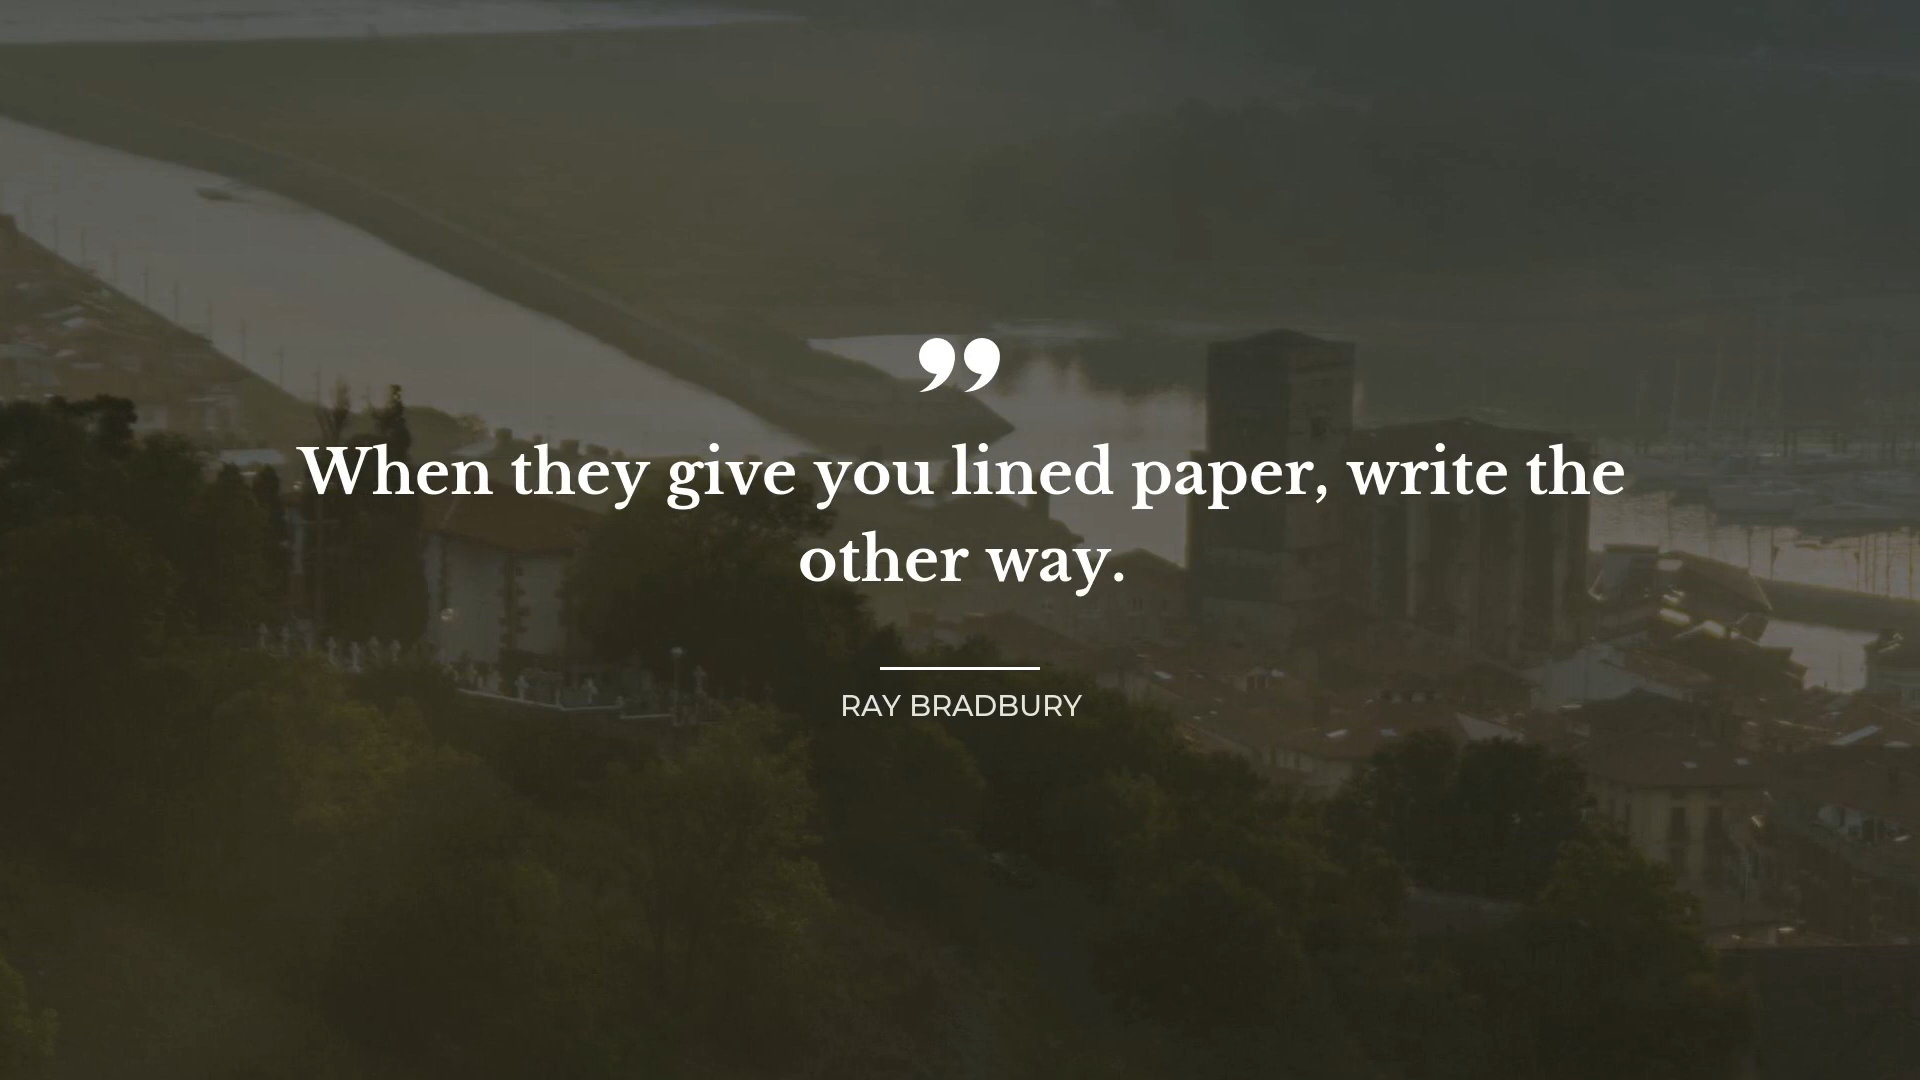 ”
When they give you lined paper, write the
other way.
RAY BRADBURY